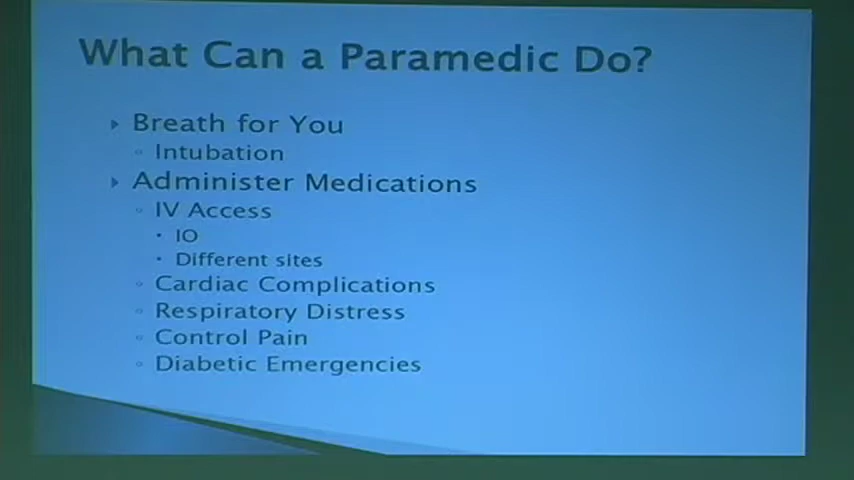 What Can a Paramedic Do?
Breath for You
Intubation
Administer Medications
IV Access
IO
Different sites
Cardiac Complications
Respiratory Distress
Control Pain
Diabetic Emergencies